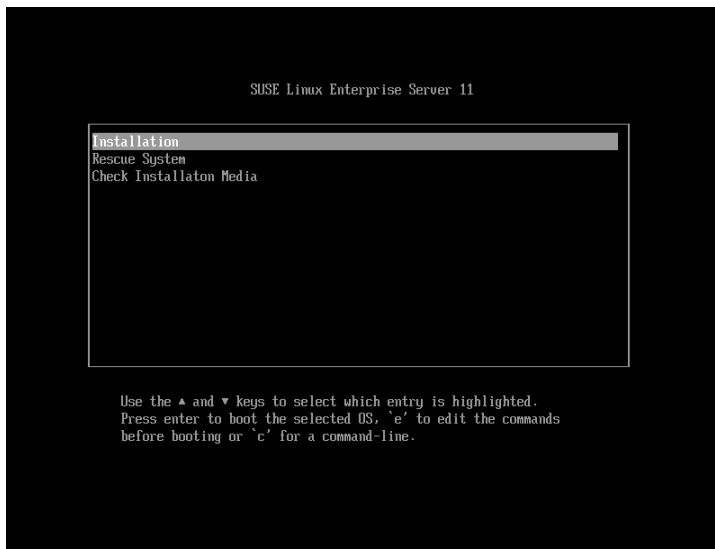 SUSE Linux Enterprise Server 11
Installation
Rescue System
Check Installaton Media
Use the ▲ and ▼ keys to select which entry is highlighted.
Press enter to boot the selected OS, `e' to edit the commands
before booting or `c' for a command-line.